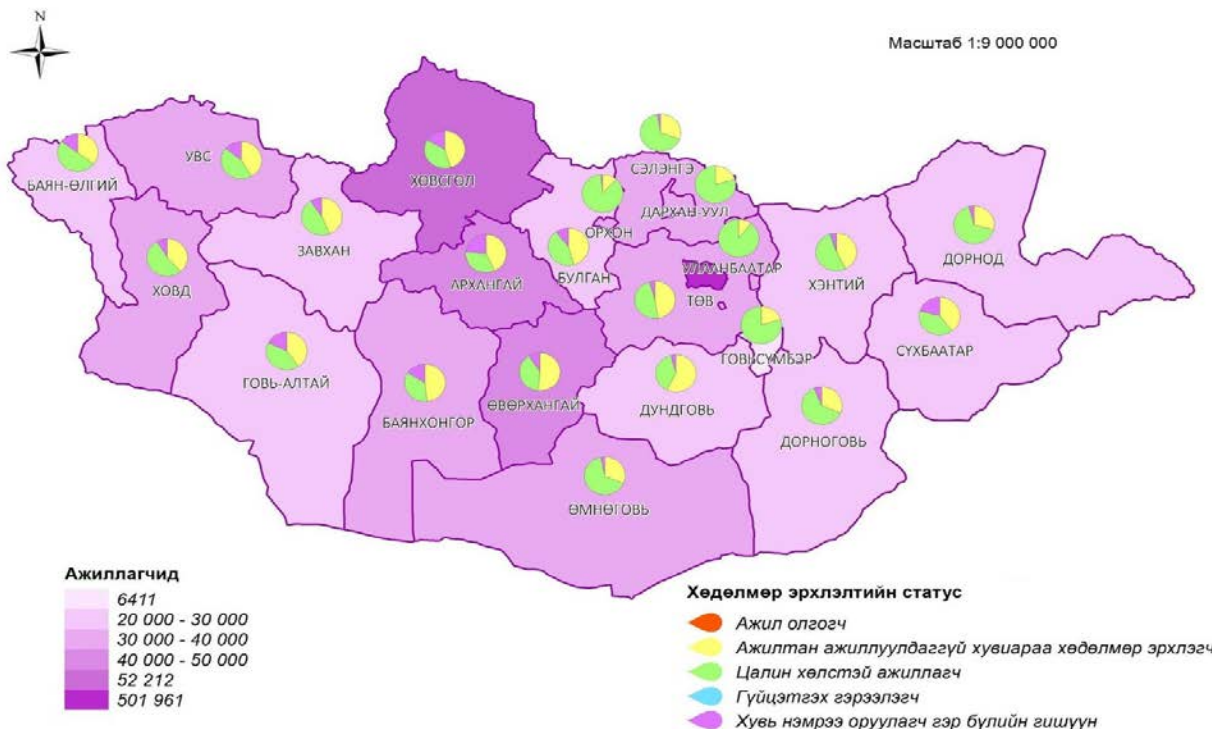 N
Масштаб 1:9 000 000
БАЯН-ӨЛГИЙ
УВС
ХӨВСГӨЛ
СЭЛЭНГЭ
ДАРХАН-УУЛ
ОРХОН
ЗАВХАН
ХОВД
АРХАНГАЙ
БУЛГАН
УЛААНБААТАР
ТӨВ
ХЭНТИЙ
ДОРНОД
СҮХБААТАР
ГОВЬСҮМБЭР
ГОВЬ-АЛТАЙ
БАЯНХОНГОР
ӨВӨРХАНГАЙ
ДУНДГОВЬ
ДОРНОГОВЬ
ӨМНӨГОВЬ
Ажиллагчид
6411
20 000 - 30 000
30 000 - 40 000
40 000 - 50 000
52 212
501 961
Хөдөлмөр эрхлэлтийн статус
Ажил олгогч
Ажилтан ажиллуулдаггүй хувиараа хөдөлмөр эрхлэгч
Цалин хөлстэй ажиллагч
Гүйцэтгэх гэрээлэгч
Хувь нэмрээ оруулагч гэр бүлийн гишүүн